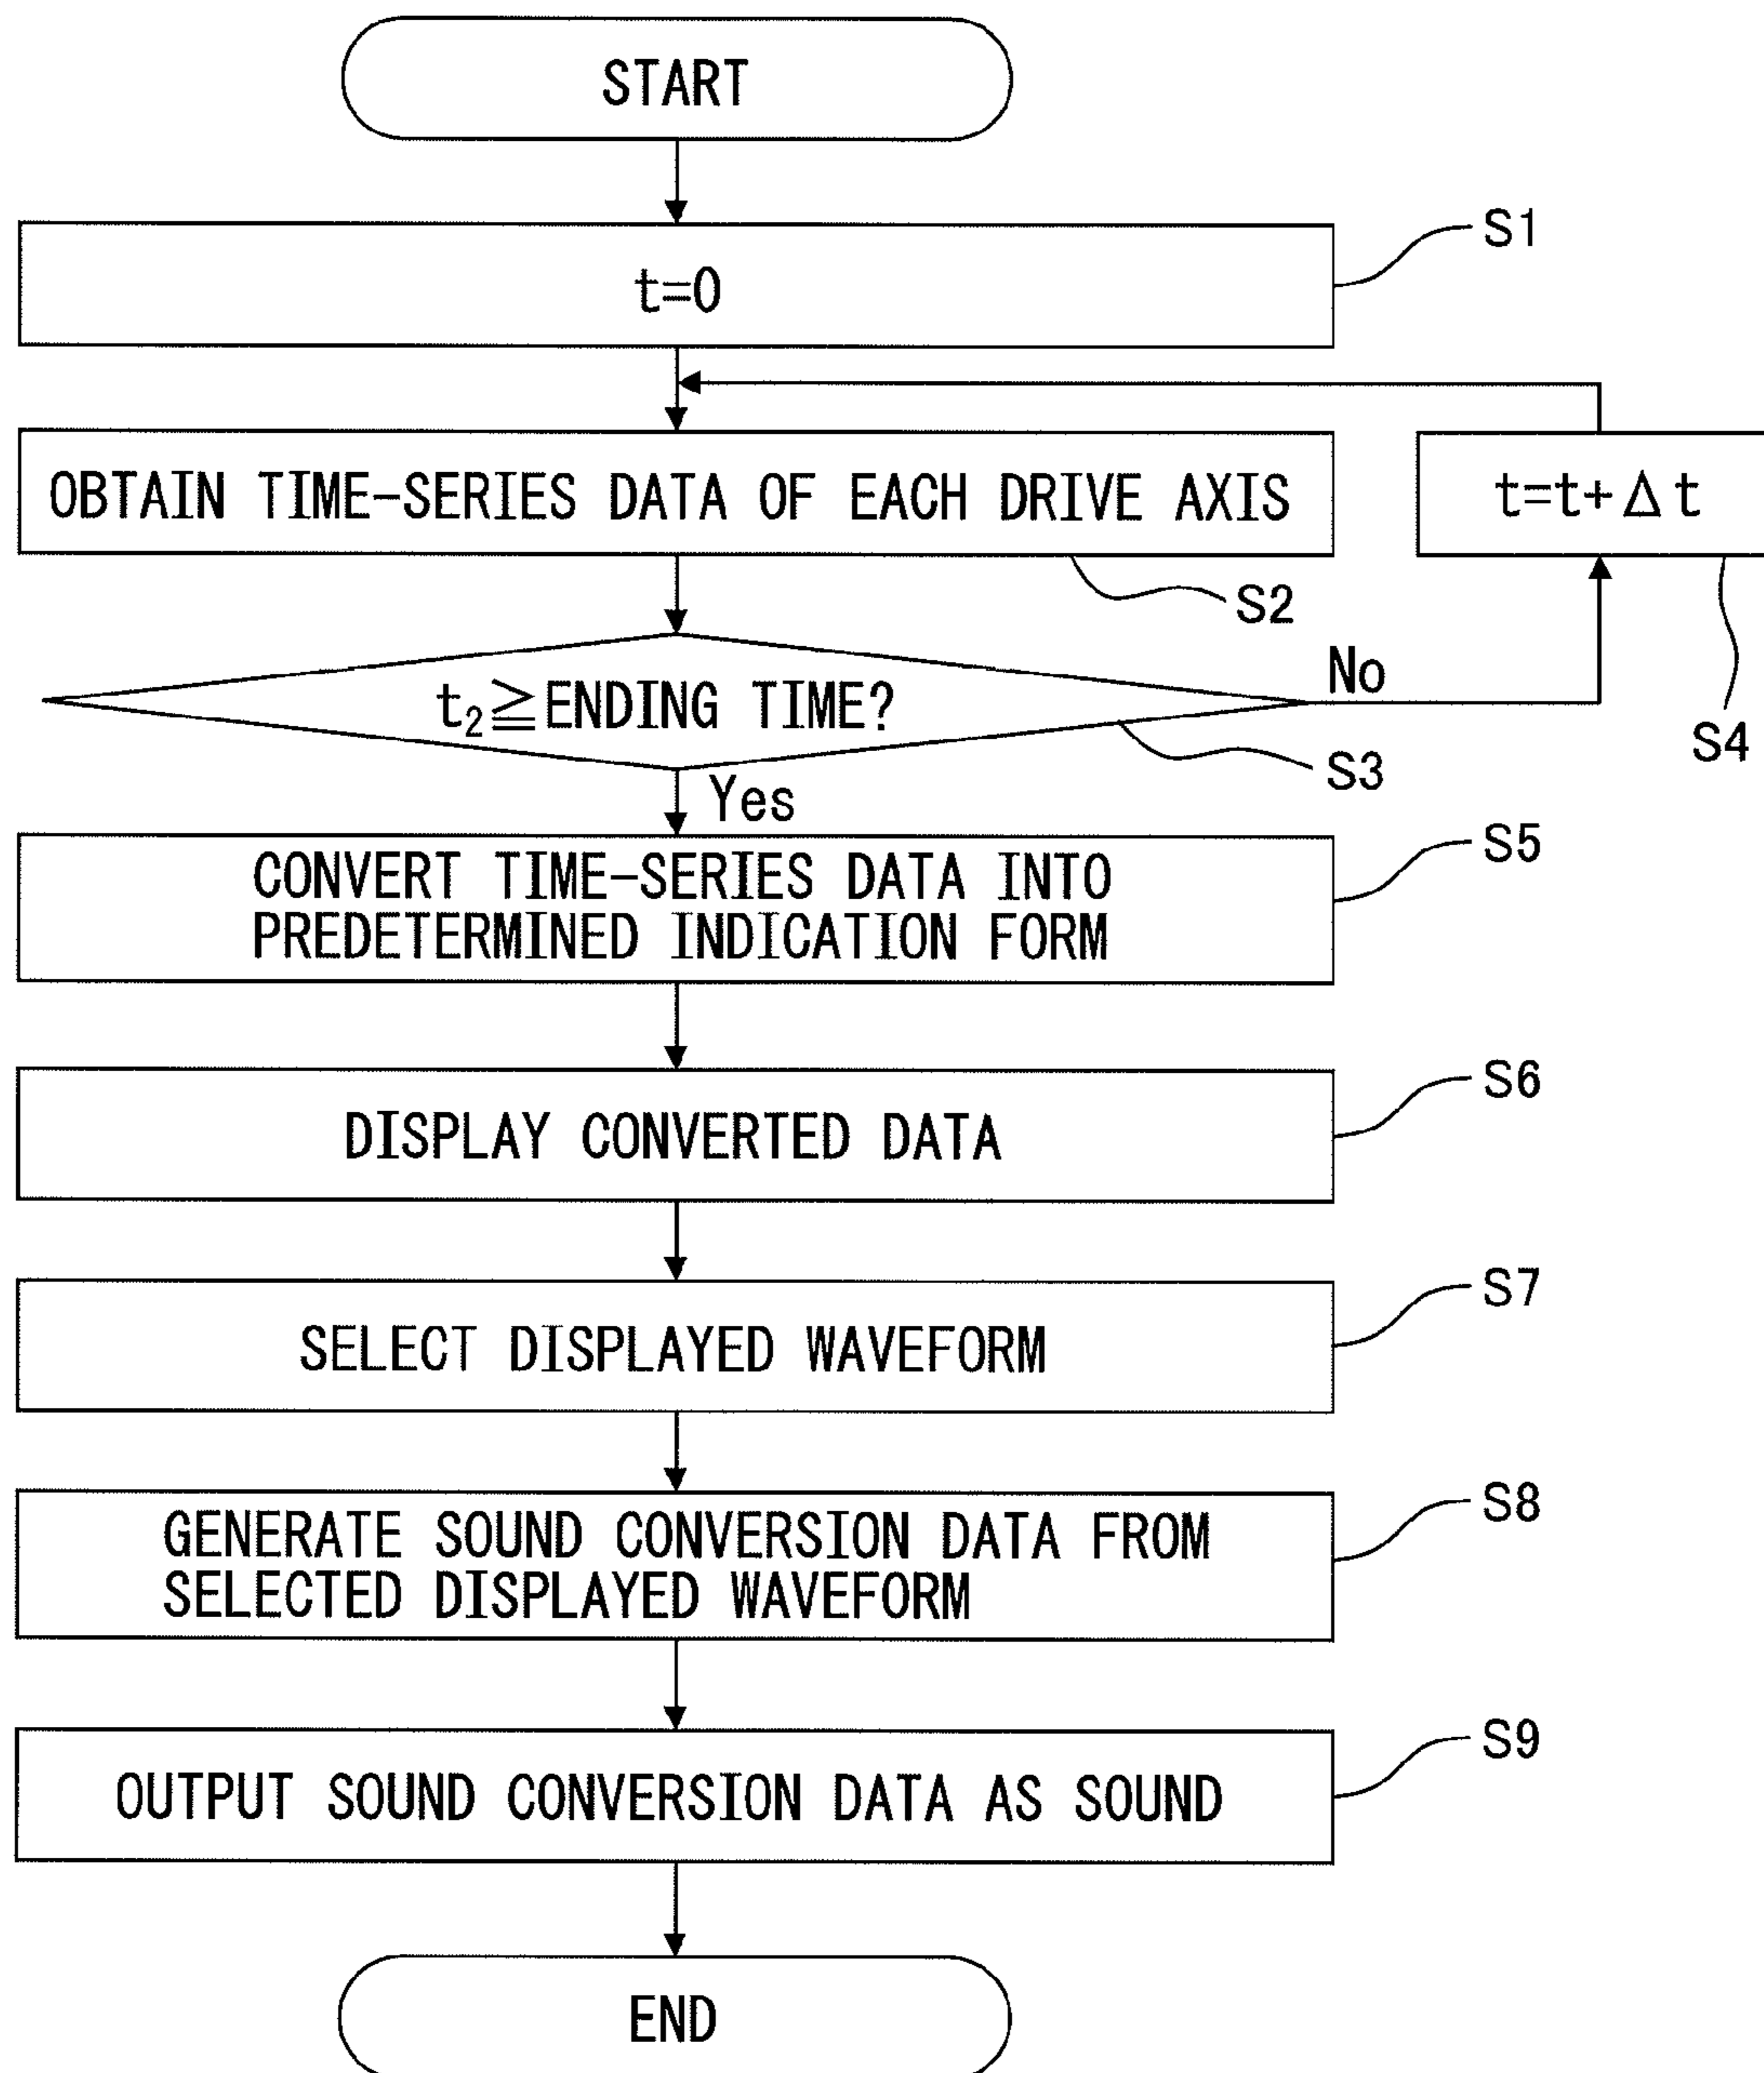 START
S1
t=0
OBTAIN TIME-SERIES DATA OF EACH DRIVE AXIS
t=t+Δt
S2
No
t₂≧ENDING TIME?
S4
S3
Yes
S5
CONVERT TIME-SERIES DATA INTO
PREDETERMINED INDICATION FORM
S6
DISPLAY CONVERTED DATA
S7
SELECT DISPLAYED WAVEFORM
S8
GENERATE SOUND CONVERSION DATA FROM
SELECTED DISPLAYED WAVEFORM
S9
OUTPUT SOUND CONVERSION DATA AS SOUND
END